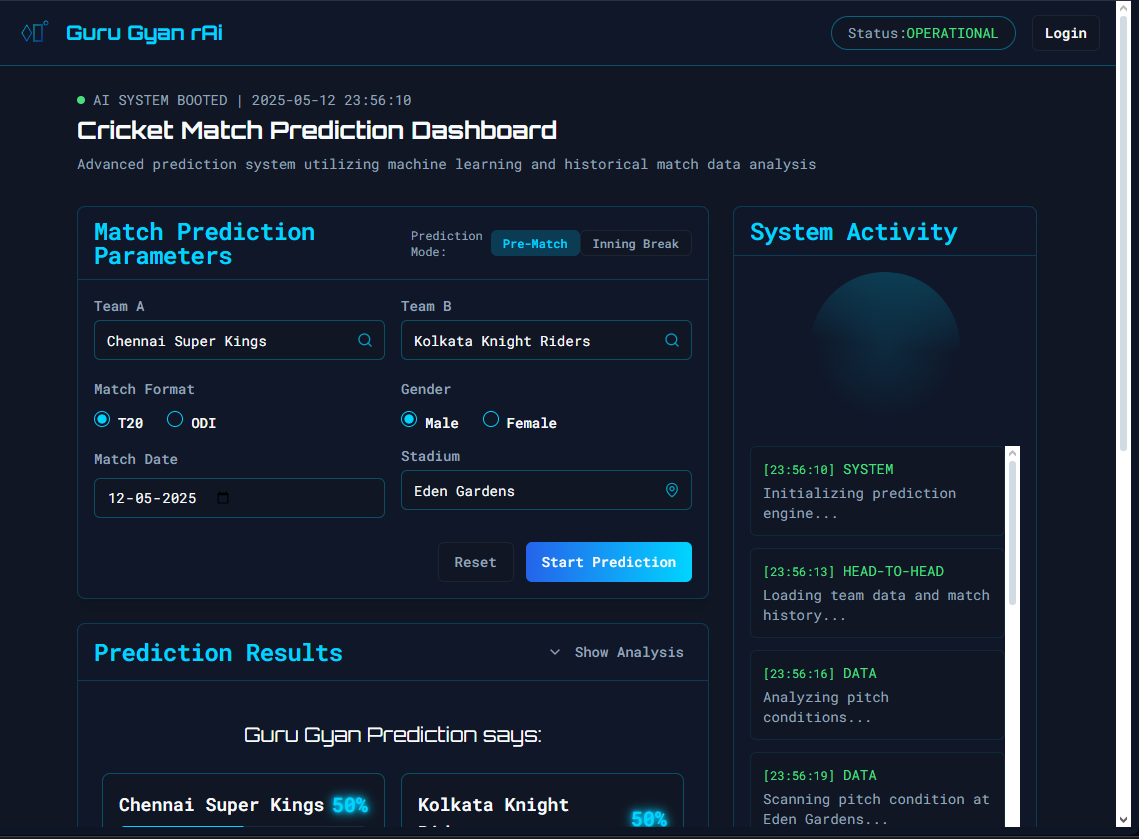 Guru Gyan rAi
Status:OPERATIONAL
Login
AI SYSTEM BOOTED | 2025-05-12 23:56:10
Cricket Match Prediction Dashboard
Advanced prediction system utilizing machine learning and historical match data analysis
Match Prediction
Parameters
Prediction
Mode:
Pre-Match
Inning Break
Team A
Team B
Chennai Super Kings
Kolkata Knight Riders
Match Format
Gender
T20
ODI
Male
Female
Match Date
Stadium
12-05-2025
Eden Gardens
Reset
Start Prediction
Prediction Results
Show Analysis
Guru Gyan Prediction says:
Chennai Super Kings 50%
Kolkata Knight
50%
System Activity
[23:56:10] SYSTEM
Initializing prediction
engine...
[23:56:13] HEAD-TO-HEAD
Loading team data and match
history...
[23:56:16] DATA
Analyzing pitch
conditions...
[23:56:19] DATA
Scanning pitch condition at
Eden Gardens...